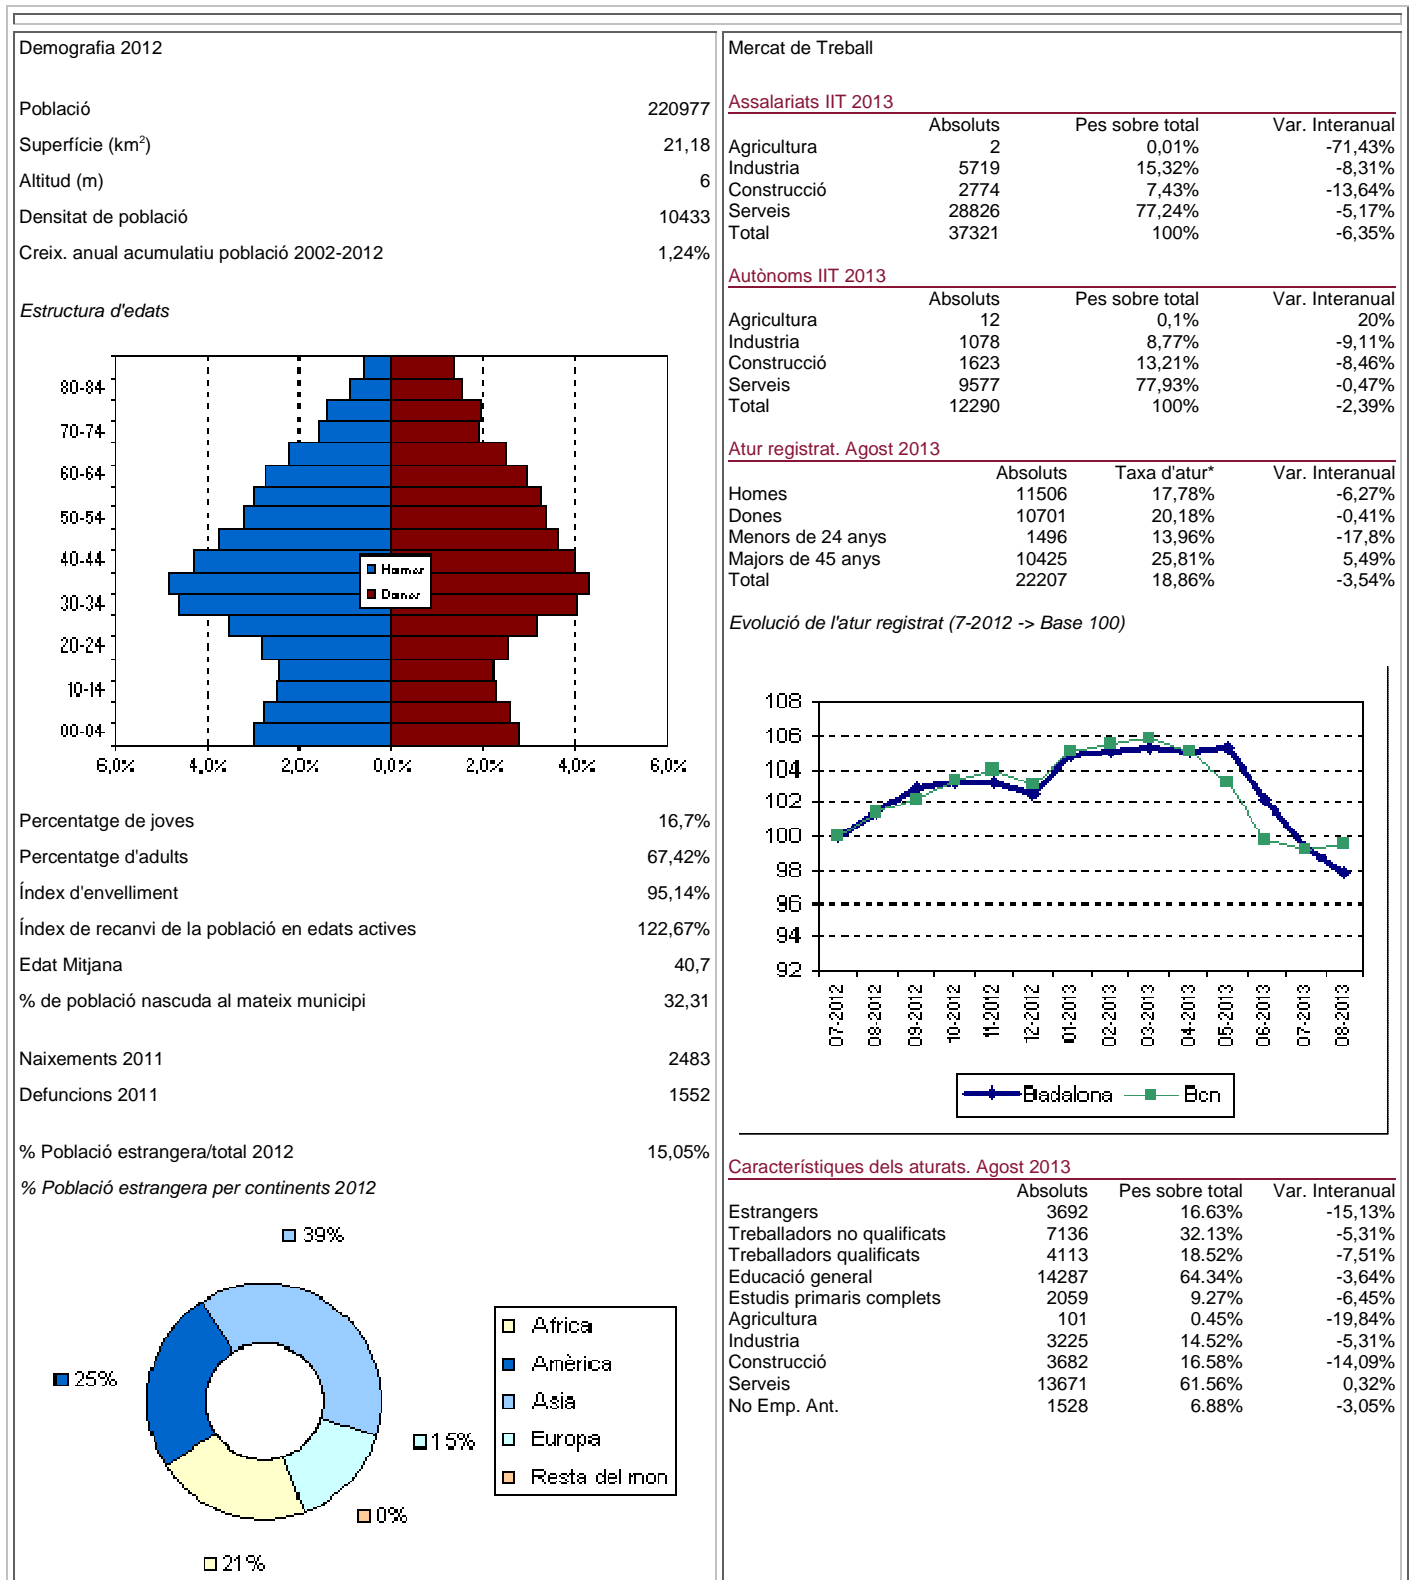 Demografia 2012
Població 220977
Superfície (km²) 21,18
Altitud (m) 6
Densitat de població 10433
Creix. anual acumulatiu població 2002-2012 1,24%
Estructura d'edats
80-84
70-74
60-64
50-54
40-44
30-34
20-24
10-14
00-04
Homes
Dones
6,0% 4,0% 2,0% 0,0% 2,0% 4,0% 6,0%
Percentatge de joves 16,7%
Percentatge d'adults 67,42%
Índex d'envelliment 95,14%
Índex de recanvi de la població en edats actives 122,67%
Edat Mitjana 40,7
% de població nascuda al mateix municipi 32,31
Naixements 2011 2483
Defuncions 2011 1552
% Població estrangera/total 2012 15,05%
% Població estrangera per continents 2012
39%
25%
15%
0%
21%
Africa
Amèrica
Asia
Europa
Resta del mon
Mercat de Treball
Assalariats IIT 2013
Absoluts Pes sobre total Var. Interanual
Agricultura 2 0,01% -71,43%
Industria 5719 15,32% -8,31%
Construcció 2774 7,43% -13,64%
Serveis 28826 77,24% -5,17%
Total 37321 100% -6,35%
Autònoms IIT 2013
Absoluts Pes sobre total Var. Interanual
Agricultura 12 0,1% 20%
Industria 1078 8,77% -9,11%
Construcció 1623 13,21% -8,46%
Serveis 9577 77,93% -0,47%
Total 12290 100% -2,39%
Atur registrat. Agost 2013
Absoluts Taxa d'atur* Var. Interanual
Homes 11506 17,78% -6,27%
Dones 10701 20,18% -0,41%
Menors de 24 anys 1496 13,96% -17,8%
Majors de 45 anys 10425 25,81% 5,49%
Total 22207 18,86% -3,54%
Evolució de l'atur registrat (7-2012 -> Base 100)
108
106
104
102
100
98
96
94
92
07-2012 08-2012 09-2012 10-2012 11-2012 12-2012 01-2013 02-2013 03-2013 04-2013 05-2013 06-2013 07-2013 08-2013
Badalona Bcn
Característiques dels aturats. Agost 2013
Absoluts Pes sobre total Var. Interanual
Estrangers 3692 16.63% -15,13%
Treballadors no qualificats 7136 32.13% -5,31%
Treballadors qualificats 4113 18.52% -7,51%
Educació general 14287 64.34% -3,64%
Estudis primaris complets 2059 9.27% -6,45%
Agricultura 101 0.45% -19,84%
Industria 3225 14.52% -5,31%
Construcció 3682 16.58% -14,09%
Serveis 13671 61.56% 0,32%
No Emp. Ant. 1528 6.88% -3,05%